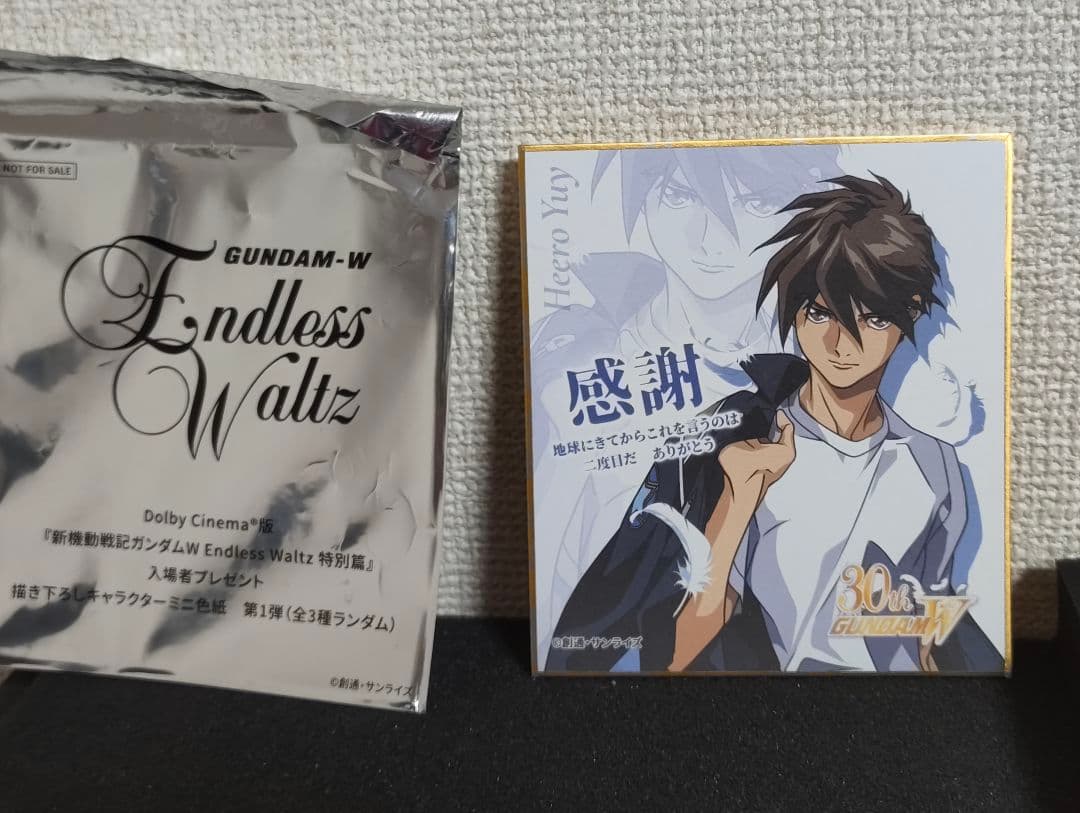 NOT FOR SALE
GUNDAM-W
Endless
Waltz
Dolby Cinema®版
『新機動戦記ガンダムW Endless Waltz 特別篇』
入場者プレゼント
描き下ろしキャラクターミニ色紙 第1弾(全3種ランダム)
©創通・サンライズ
Heero Yuy
感謝
地球にきてからこれを言うのは
二度目だ ありがとう
30th
GUNDAM W
©創通・サンライズ